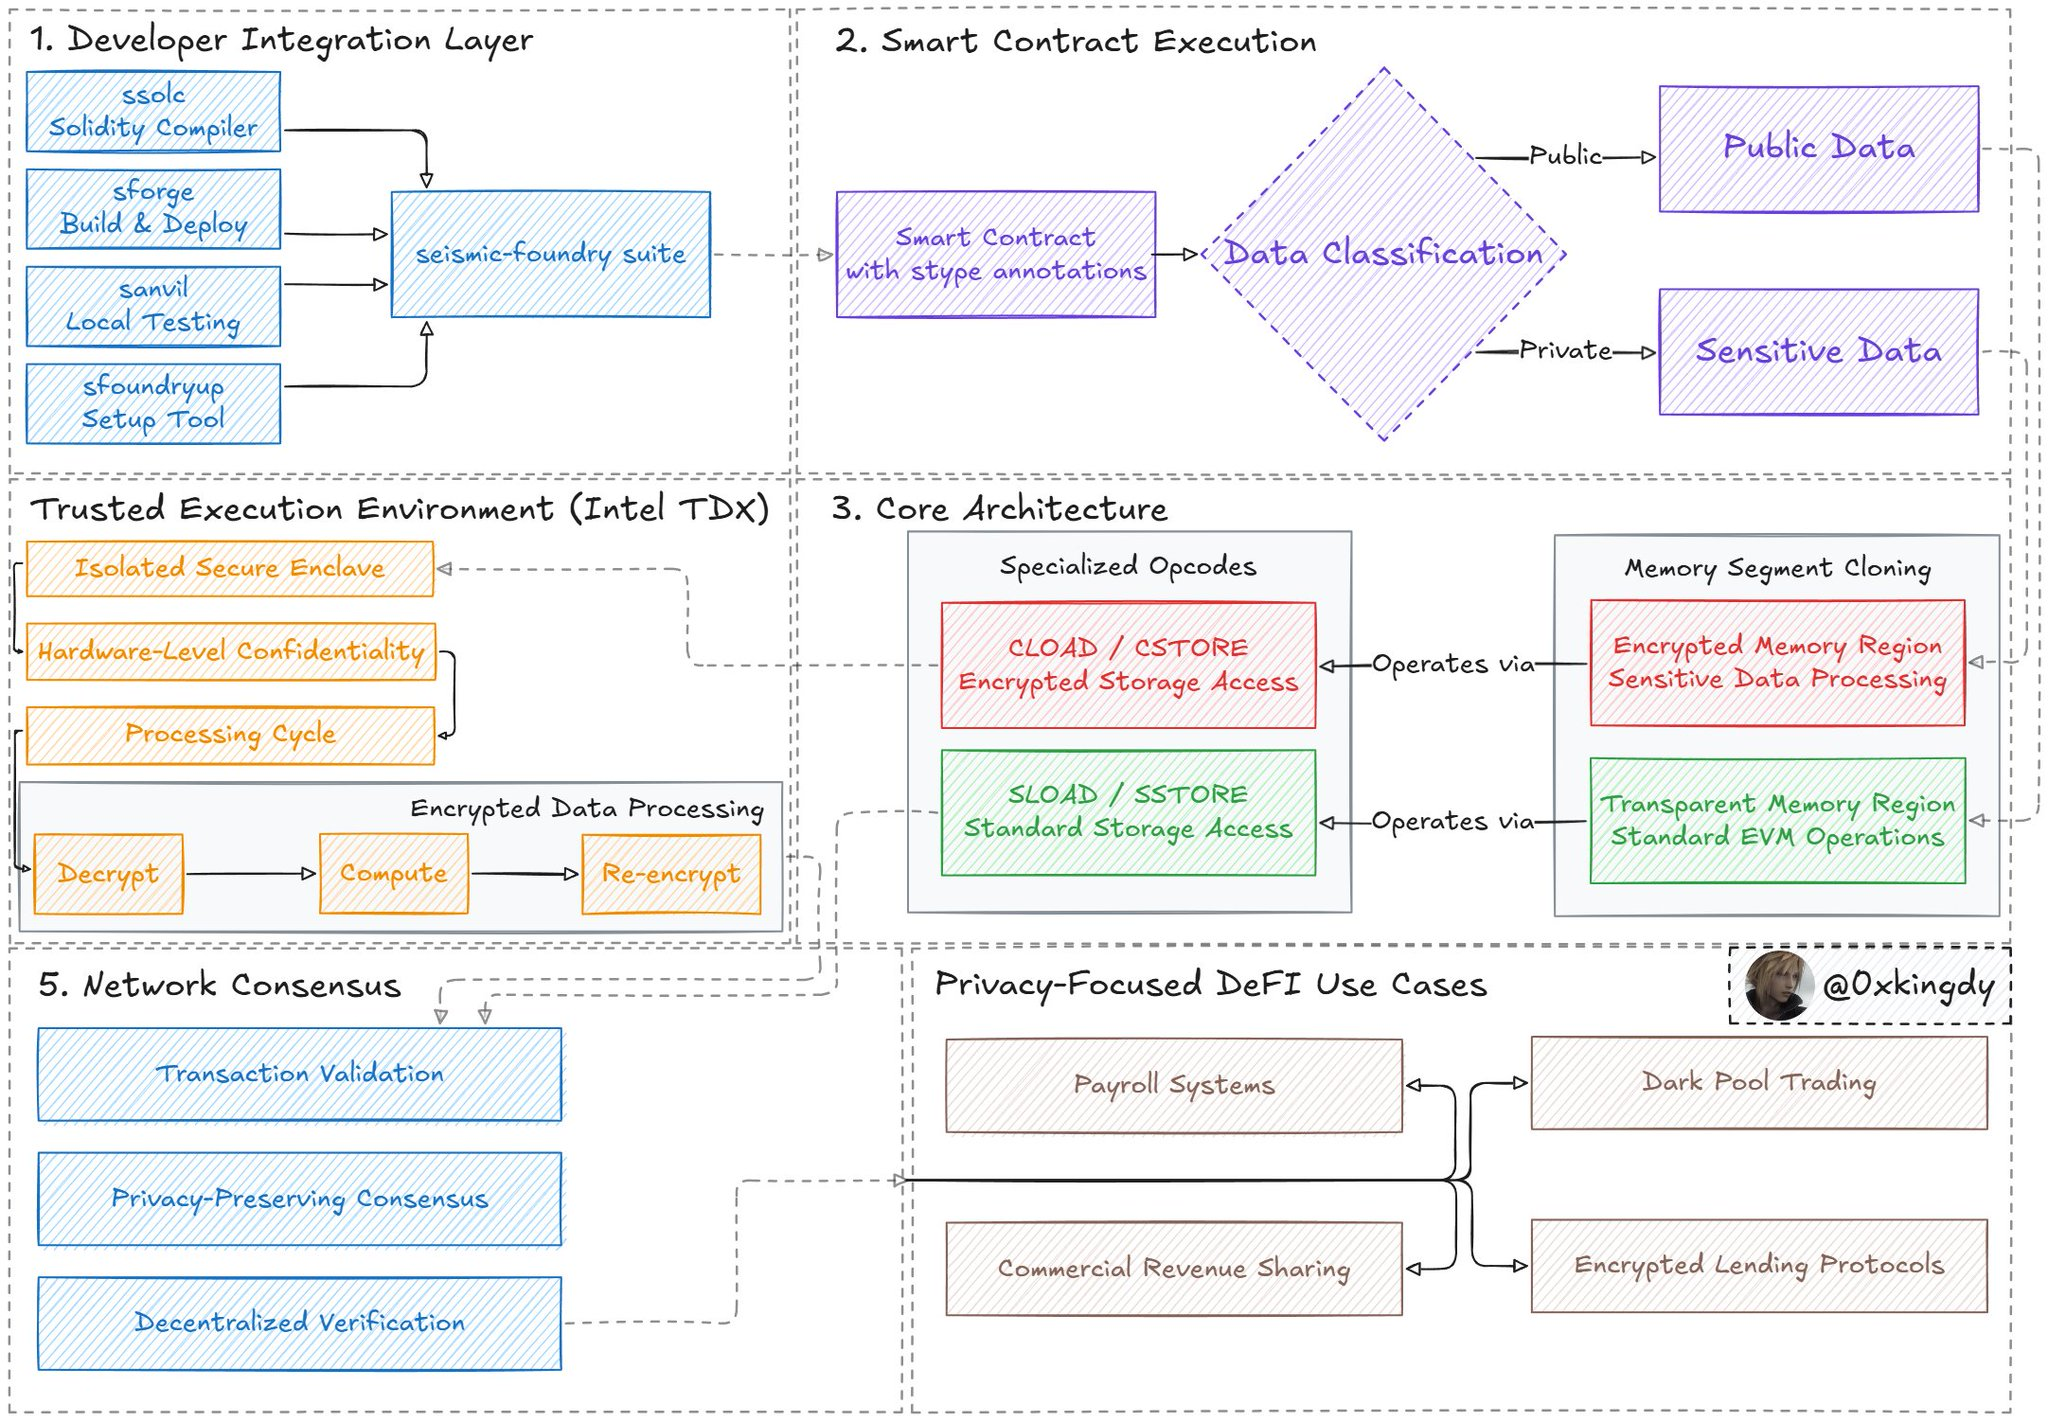 1. Developer Integration Layer
ssolc
Solidity Compiler
sforge
Build & Deploy
sanvil
Local Testing
sfoundryup
Setup Tool
seismic-foundry suite
2. Smart Contract Execution
Smart Contract
with stype annotations
Data Classification
Public
Public Data
Private
Sensitive Data
Trusted Execution Environment (Intel TDX)
Isolated Secure Enclave
Hardware-Level Confidentiality
Processing Cycle
Encrypted Data Processing
Decrypt
Compute
Re-encrypt
3. Core Architecture
Specialized Opcodes
CLOAD / CSTORE
Encrypted Storage Access
SLOAD / SSTORE
Standard Storage Access
Operates via
Operates via
Memory Segment Cloning
Encrypted Memory Region
Sensitive Data Processing
Transparent Memory Region
Standard EVM Operations
5. Network Consensus
Transaction Validation
Privacy-Preserving Consensus
Decentralized Verification
Privacy-Focused DeFI Use Cases
@0xkingdy
Payroll Systems
Dark Pool Trading
Commercial Revenue Sharing
Encrypted Lending Protocols